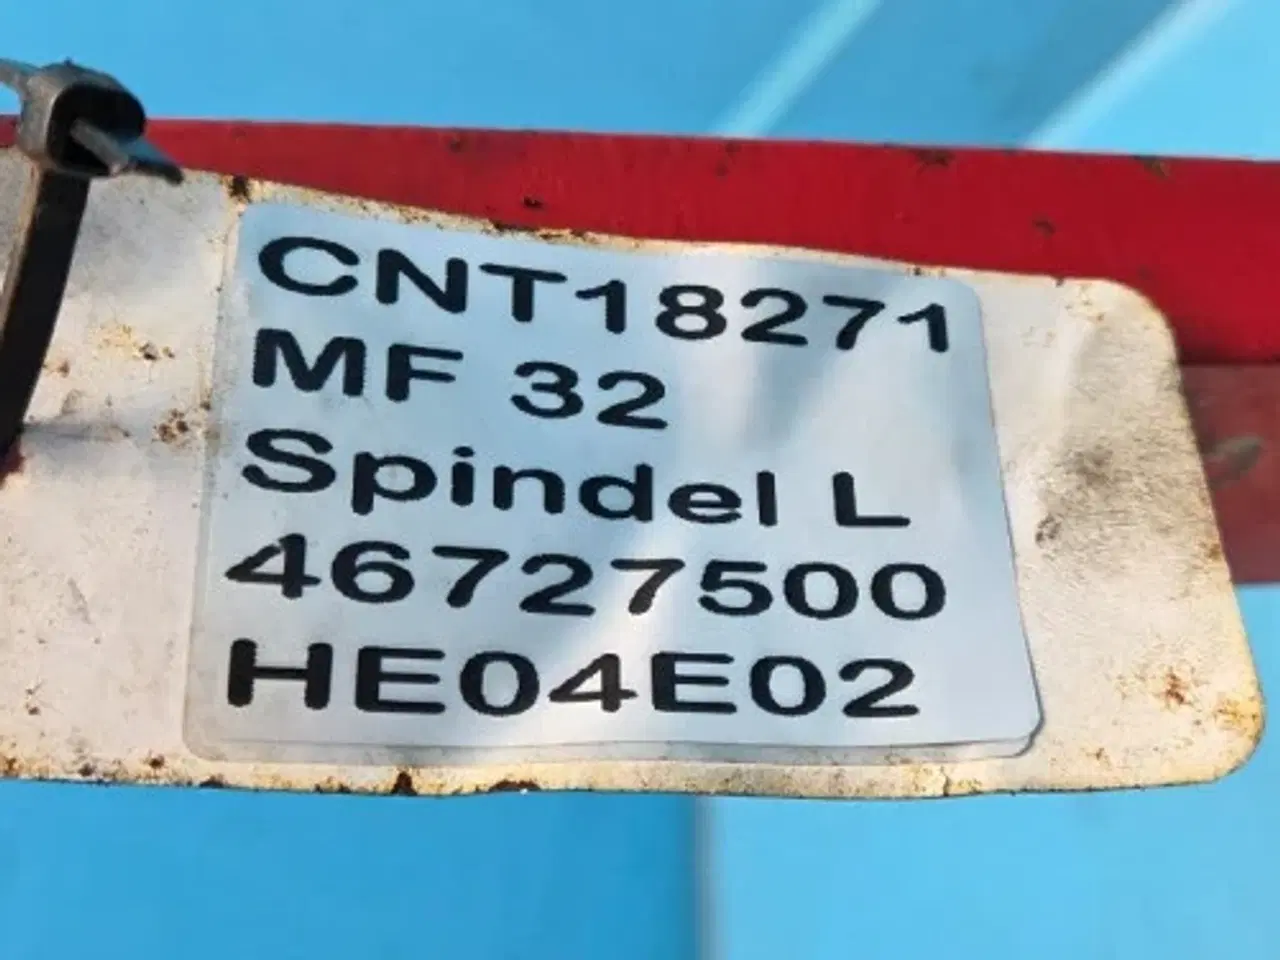 CNT18271
MF 32
Spindel L
46727500
HE04E02